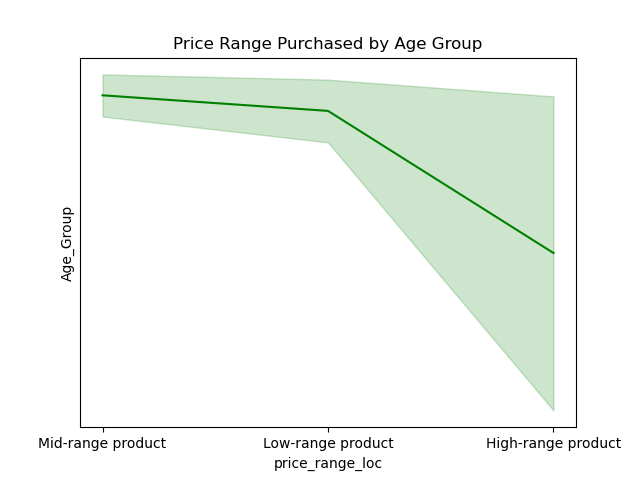 Price Range Purchased by Age Group
Age_Group
Mid-range product
Low-range product
High-range product
price_range_loc